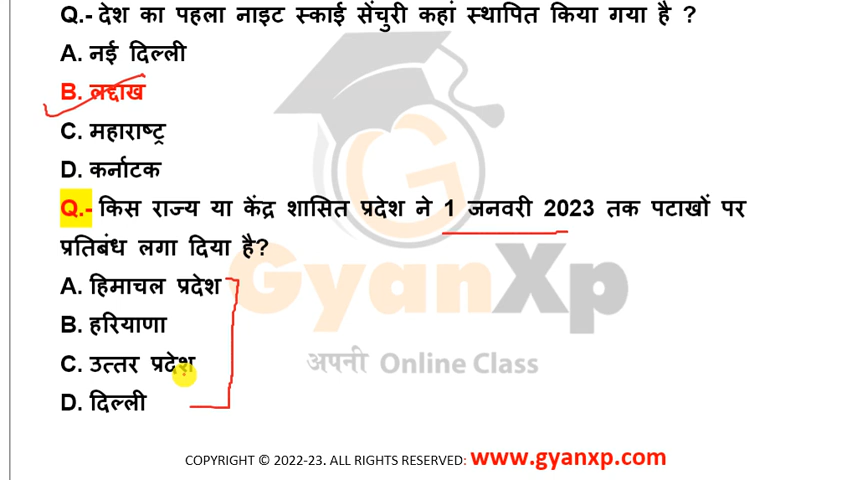 Q.- देश का पहला नाइट स्काई सेंचुरी कहां स्थापित किया गया है ?
A. नई दिल्ली
B. लद्दाख
C. महाराष्ट्र
D. कर्नाटक
Q.- किस राज्य या केंद्र शासित प्रदेश ने 1 जनवरी 2023 तक पटाखों पर
प्रतिबंध लगा दिया है?
A. हिमाचल प्रदेश
B. हरियाणा
C. उत्तर प्रदेश
D. दिल्ली
GyanXp
अपनी Online Class
COPYRIGHT © 2022-23. ALL RIGHTS RESERVED: www.gyanxp.com